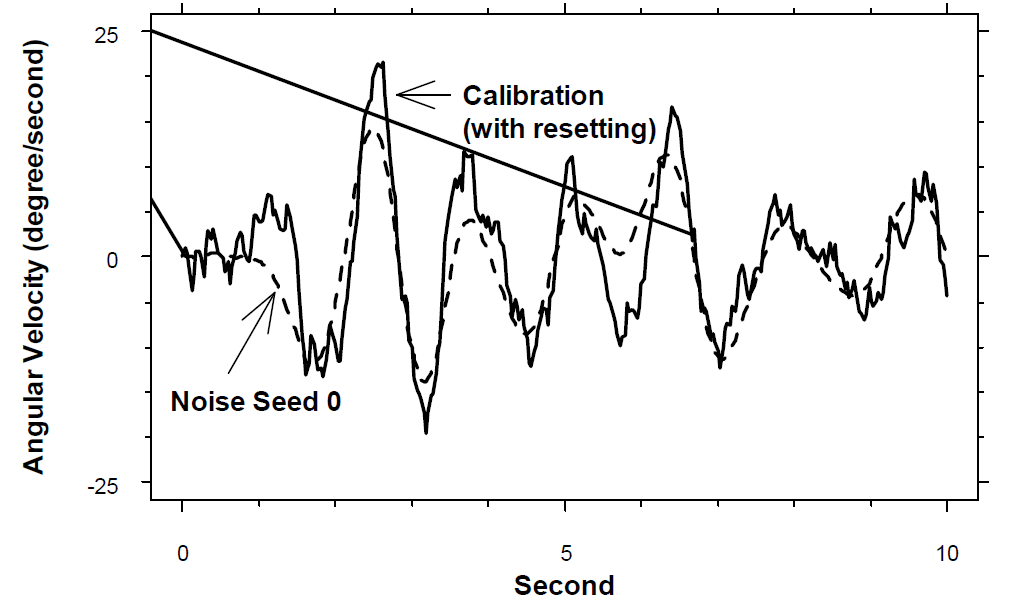 25
Calibration
(with resetting)
0
Noise Seed 0
-25
Angular Velocity (degree/second)
0 5 10
Second